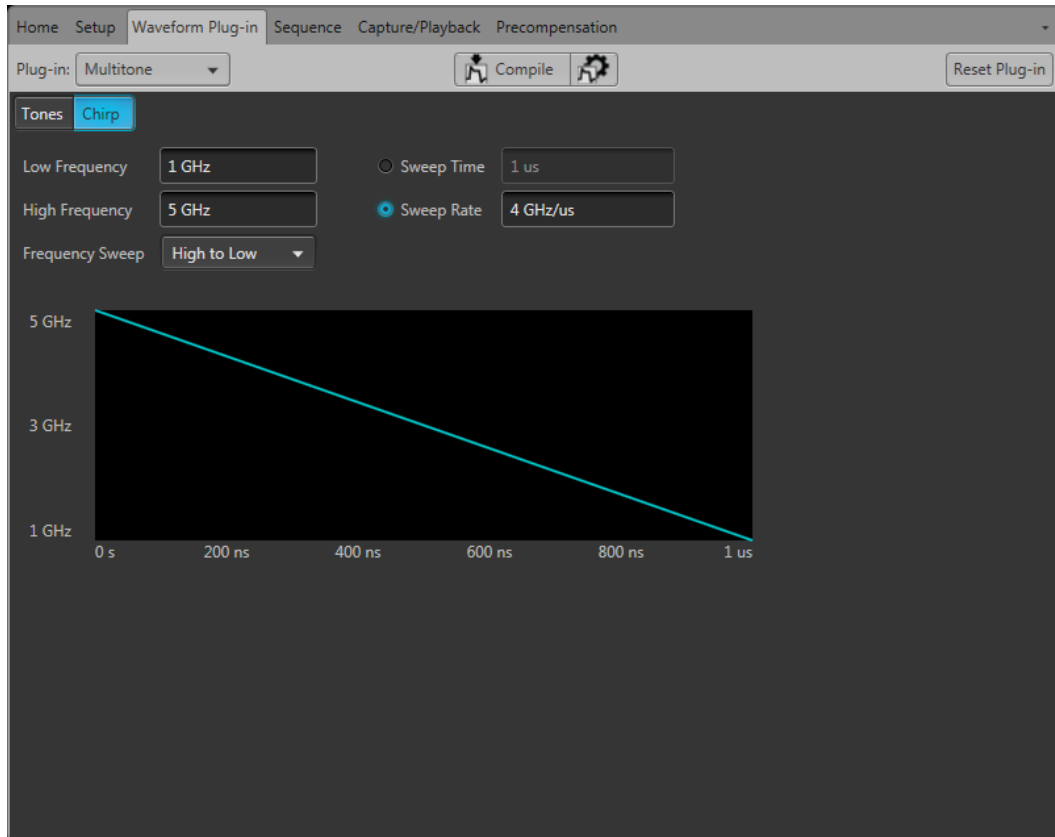 Home Setup Waveform Plug-in Sequence Capture/Playback Precompensation
Plug-in: Multitone Compile Reset Plug-in
Tones Chirp
Low Frequency 1 GHz Sweep Time 1 us
High Frequency 5 GHz Sweep Rate 4 GHz/us
Frequency Sweep High to Low
5 GHz
3 GHz
1 GHz
0 s 200 ns 400 ns 600 ns 800 ns 1 us